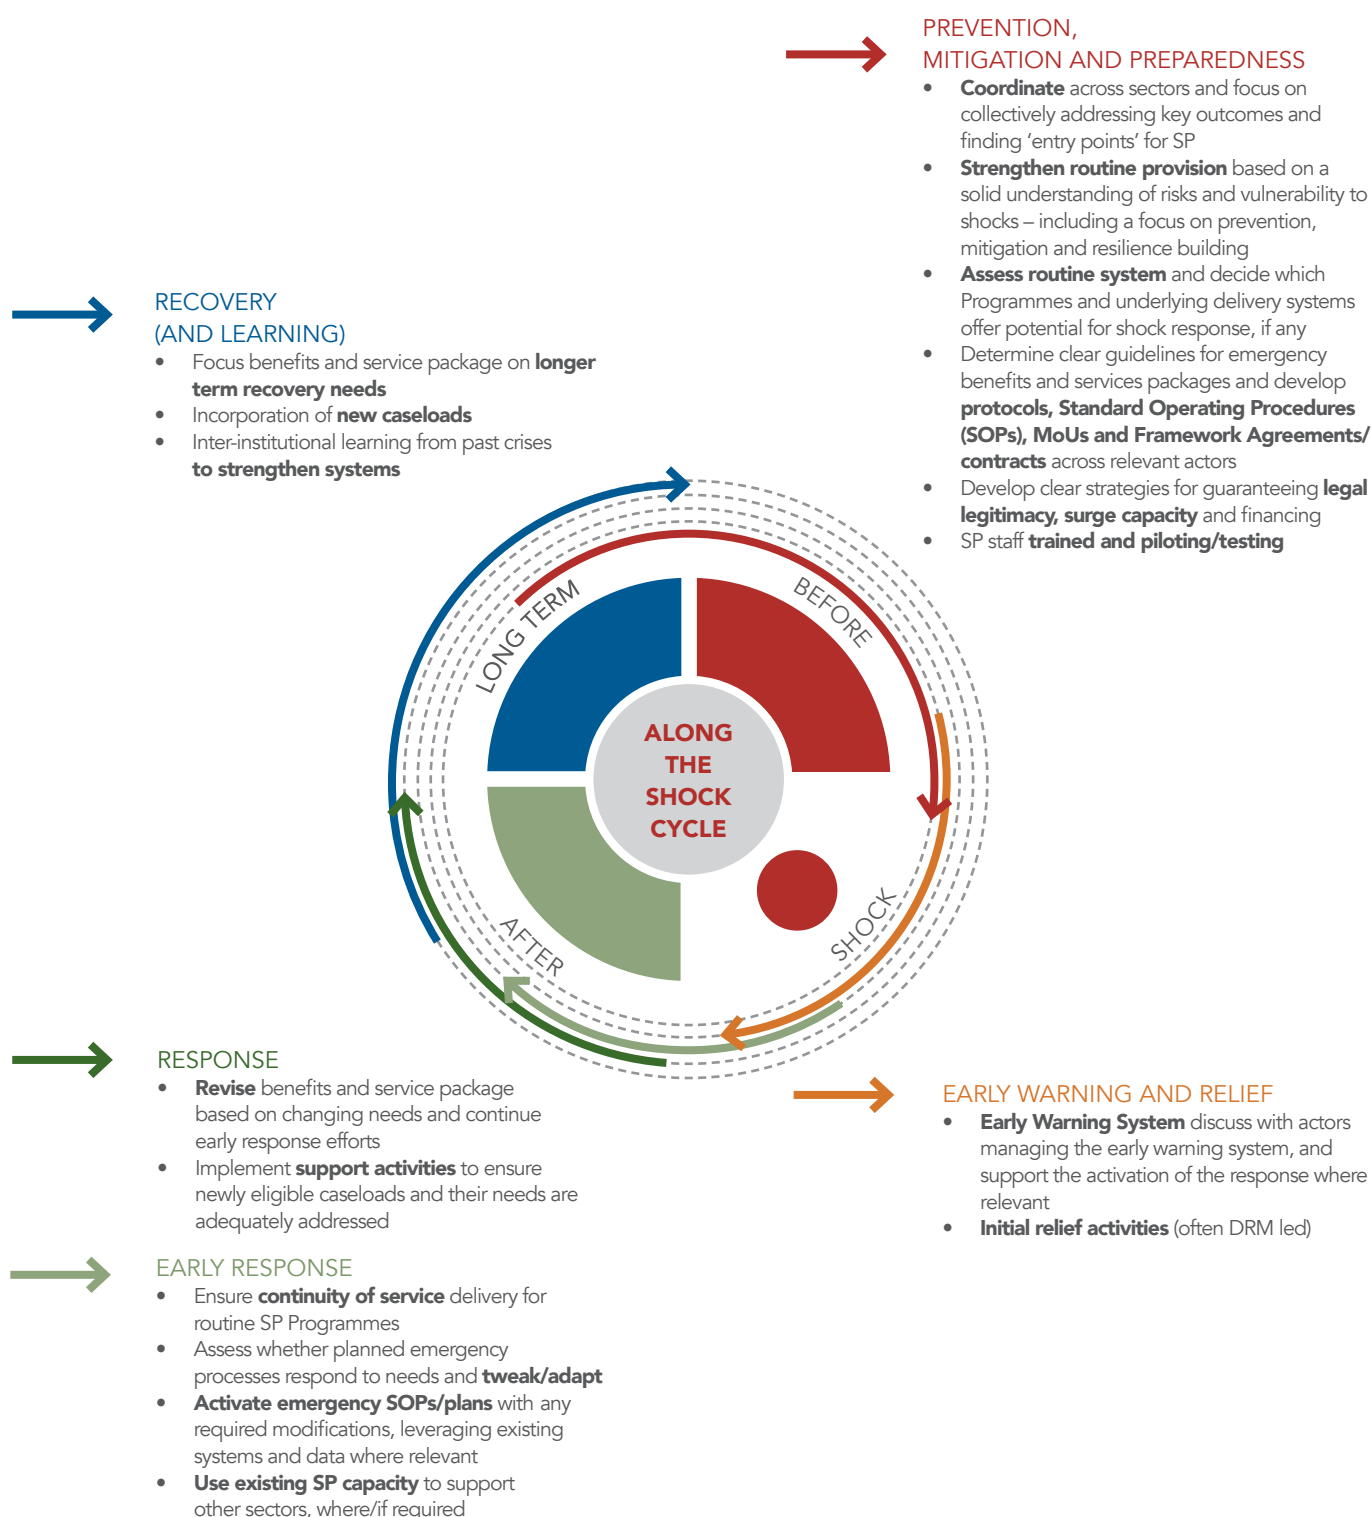 PREVENTION,
MITIGATION AND PREPAREDNESS
• Coordinate across sectors and focus on
collectively addressing key outcomes and
finding ‘entry points’ for SP
• Strengthen routine provision based on a
solid understanding of risks and vulnerability to
shocks – including a focus on prevention,
mitigation and resilience building
• Assess routine system and decide which
Programmes and underlying delivery systems
offer potential for shock response, if any
• Determine clear guidelines for emergency
benefits and services packages and develop
protocols, Standard Operating Procedures
(SOPs), MoUs and Framework Agreements/
contracts across relevant actors
• Develop clear strategies for guaranteeing legal
legitimacy, surge capacity and financing
• SP staff trained and piloting/testing
RECOVERY
(AND LEARNING)
• Focus benefits and service package on longer
term recovery needs
• Incorporation of new caseloads
• Inter-institutional learning from past crises
to strengthen systems
LONG TERM
BEFORE
ALONG
THE
SHOCK
CYCLE
AFTER
SHOCK
RESPONSE
• Revise benefits and service package
based on changing needs and continue
early response efforts
• Implement support activities to ensure
newly eligible caseloads and their needs are
adequately addressed
EARLY WARNING AND RELIEF
• Early Warning System discuss with actors
managing the early warning system, and
support the activation of the response where
relevant
• Initial relief activities (often DRM led)
EARLY RESPONSE
• Ensure continuity of service delivery for
routine SP Programmes
• Assess whether planned emergency
processes respond to needs and tweak/adapt
• Activate emergency SOPs/plans with any
required modifications, leveraging existing
systems and data where relevant
• Use existing SP capacity to support
other sectors, where/if required